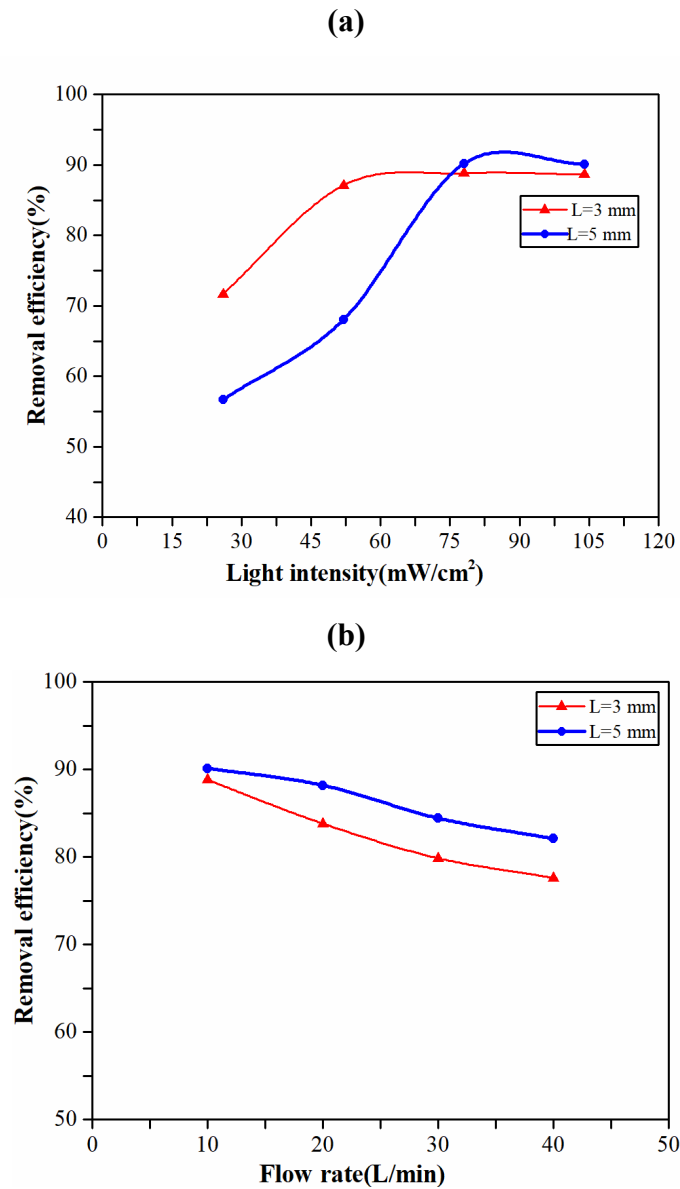 (a)
100
90
80
70
60
50
40
Removal efficiency(%)
L=3 mm
L=5 mm
0 15 30 45 60 75 90 105 120
Light intensity(mW/cm²)
(b)
100
90
80
70
60
50
Removal efficiency(%)
L=3 mm
L=5 mm
0 10 20 30 40 50
Flow rate(L/min)